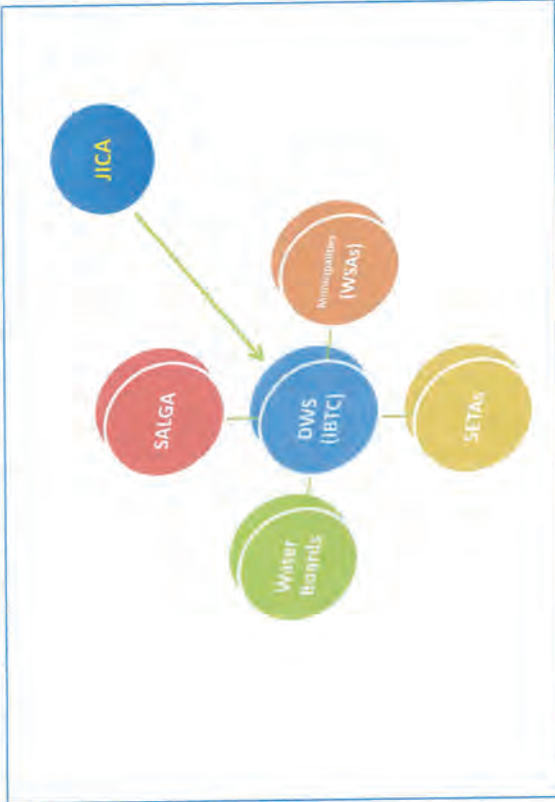 JICA
SALGA
Municipalities
(WSAs)
DWS
(IBTC)
Water
Boards
SETAs